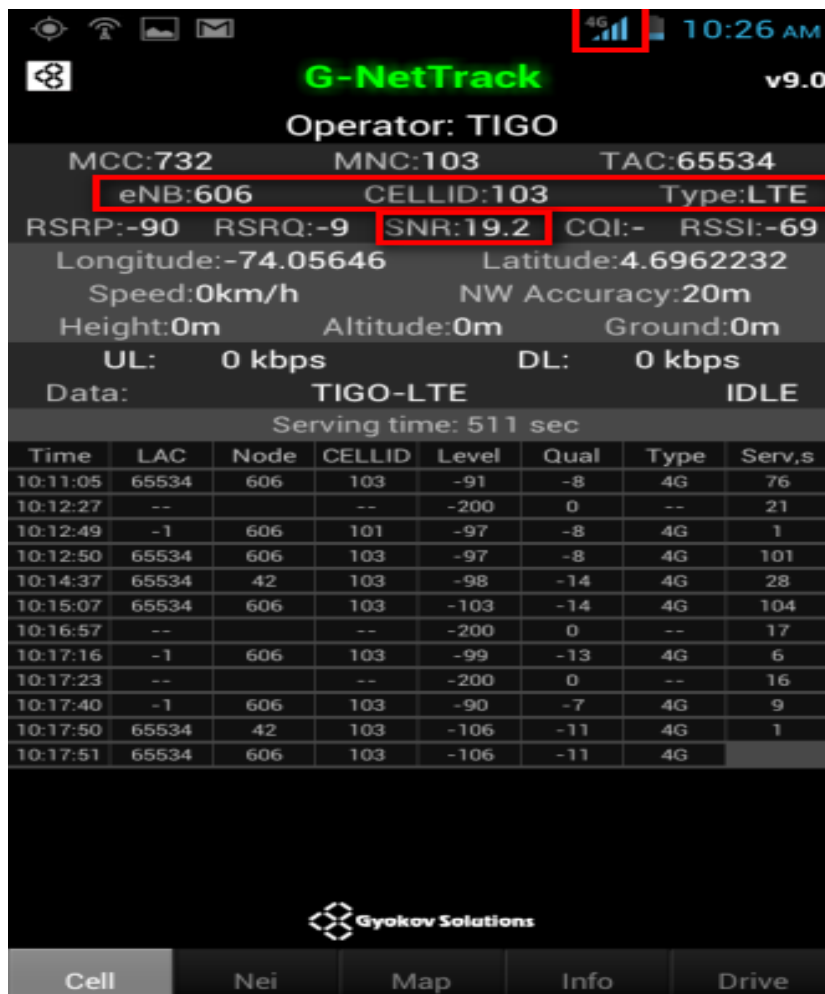 4G 10:26 AM
G-NetTrack v9.0
Operator: TIGO
MCC:732 MNC:103 TAC:65534
eNB:606 CELLID:103 Type:LTE
RSRP:-90 RSRQ:-9 SNR:19.2 CQI:- RSSI:-69
Longitude:-74.05646 Latitude:4.6962232
Speed:0km/h NW Accuracy:20m
Height:0m Altitude:0m Ground:0m
UL: 0 kbps DL: 0 kbps
Data: TIGO-LTE IDLE
Serving time: 511 sec
Time LAC Node CELLID Level Qual Type Serv,s
10:11:05 65534 606 103 -91 -8 4G 76
10:12:27 -- -- -200 0 -- 21
10:12:49 -1 606 101 -97 -8 4G 1
10:12:50 65534 606 103 -97 -8 4G 101
10:14:37 65534 42 103 -98 -14 4G 28
10:15:07 65534 606 103 -103 -14 4G 104
10:16:57 -- -- -200 0 -- 17
10:17:16 -1 606 103 -99 -13 4G 6
10:17:23 -- -- -200 0 -- 16
10:17:40 -1 606 103 -90 -7 4G 9
10:17:50 65534 42 103 -106 -11 4G 1
10:17:51 65534 606 103 -106 -11 4G
Gyokov Solutions
Cell Nei Map Info Drive